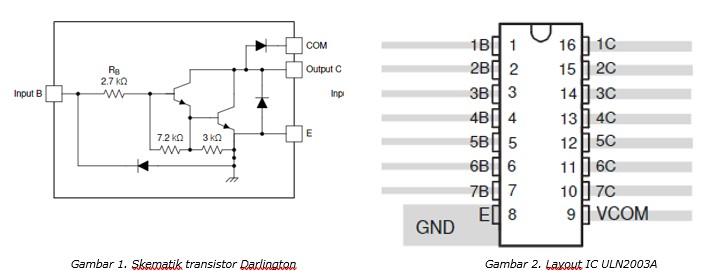 COM
R_B
2.7 kΩ
Output C
Input B
7.2 kΩ 3 kΩ
E
Gambar 1. Skematik transistor Darlington
Inpu
1B 1 16 1C
2B 2 15 2C
3B 3 14 3C
4B 4 13 4C
5B 5 12 5C
6B 6 11 6C
7B 7 10 7C
E 8 9 VCOM
GND
Gambar 2. Layout IC ULN2003A